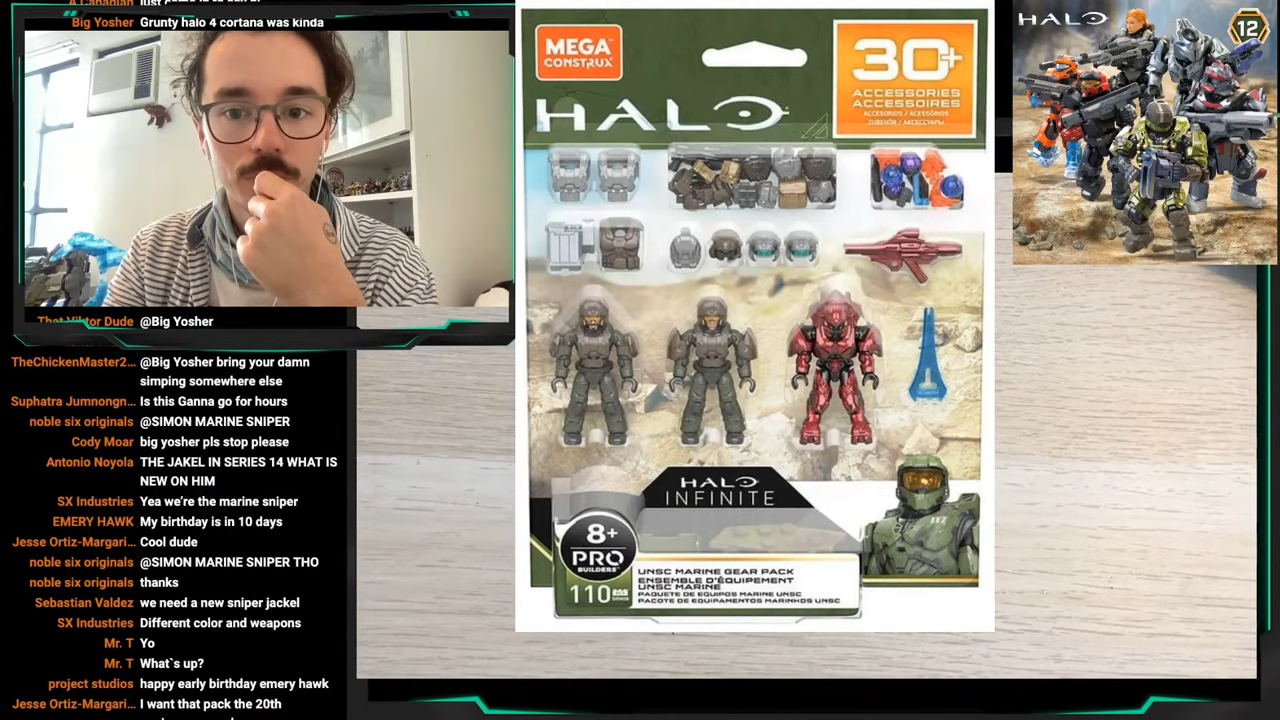 Big Yosher Grunty halo 4 cortana was kinda
That Viktor Dude @Big Yosher
TheChickenMaster2... @Big Yosher bring your damn
simping somewhere else
Suphatra Jumnongn... Is this Ganna go for hours
noble six originals @SIMON MARINE SNIPER
Cody Moar big yosher pls stop please
Antonio Noyola THE JAKEL IN SERIES 14 WHAT IS
NEW ON HIM
SX Industries Yea we're the marine sniper
EMERY HAWK My birthday is in 10 days
Jesse Ortiz-Margari... Cool dude
noble six originals @SIMON MARINE SNIPER THO
noble six originals thanks
Sebastian Valdez we need a new sniper jackel
SX Industries Different color and weapons
Mr. T Yo
Mr. T What`s up?
project studios happy early birthday emery hawk
Jesse Ortiz-Margari... I want that pack the 20th
MEGA™
CONSTRUX
HALO
30+
ACCESSORIES
ACCESSOIRES
ACCESORIOS / ACESSÓRIOS
ZUBEHÖR / АКСЕССУАРЫ
HALO
INFINITE
117
8+
PRO
BUILDERS
110
UNSC MARINE GEAR PACK
ENSEMBLE D'ÉQUIPEMENT
UNSC MARINE
PAQUETE DE EQUIPOS MARINE UNSC
PACOTE DE EQUIPAMENTOS MARINHOS UNSC
HALO
12